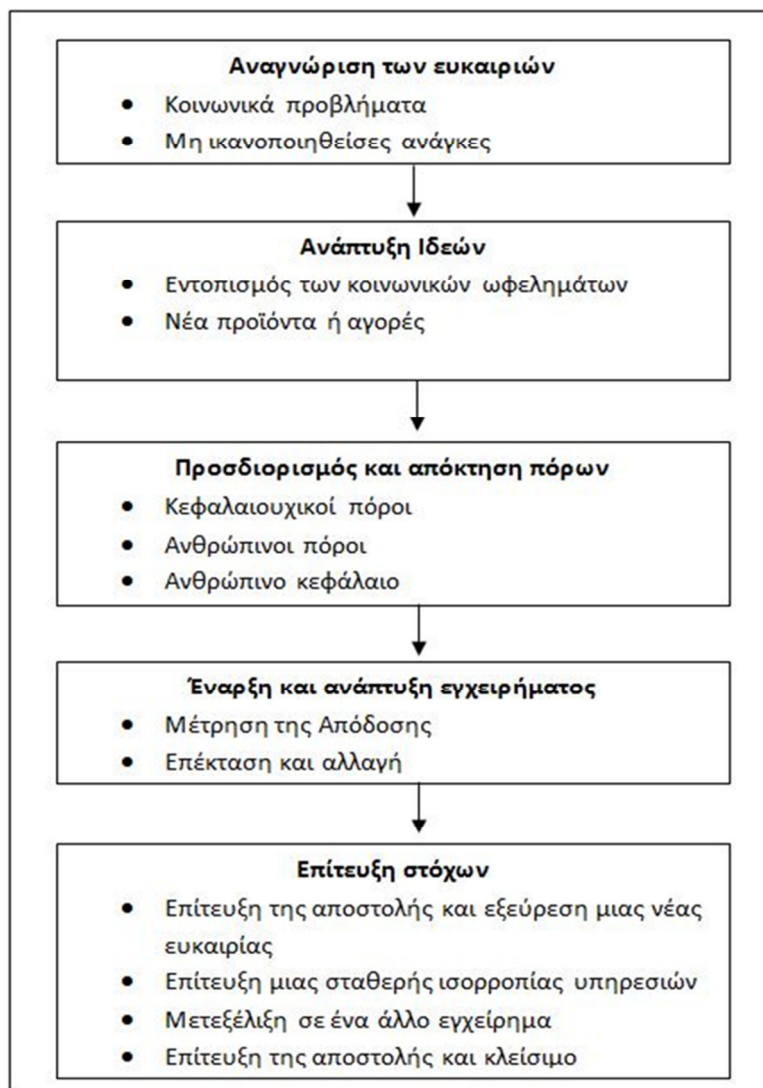 Αναγνώριση των ευκαιριών
• Κοινωνικά προβλήματα
• Μη ικανοποιηθείσες ανάγκες
Ανάπτυξη Ιδεών
• Εντοπισμός των κοινωνικών ωφελημάτων
• Νέα προϊόντα ή αγορές
Προσδιορισμός και απόκτηση πόρων
• Κεφαλαιουχικοί πόροι
• Ανθρώπινοι πόροι
• Ανθρώπινο κεφάλαιο
Έναρξη και ανάπτυξη εγχειρήματος
• Μέτρηση της Απόδοσης
• Επέκταση και αλλαγή
Επίτευξη στόχων
• Επίτευξη της αποστολής και εξεύρεση μιας νέας
ευκαιρίας
• Επίτευξη μιας σταθερής ισορροπίας υπηρεσιών
• Μετεξέλιξη σε ένα άλλο εγχείρημα
• Επίτευξη της αποστολής και κλείσιμο